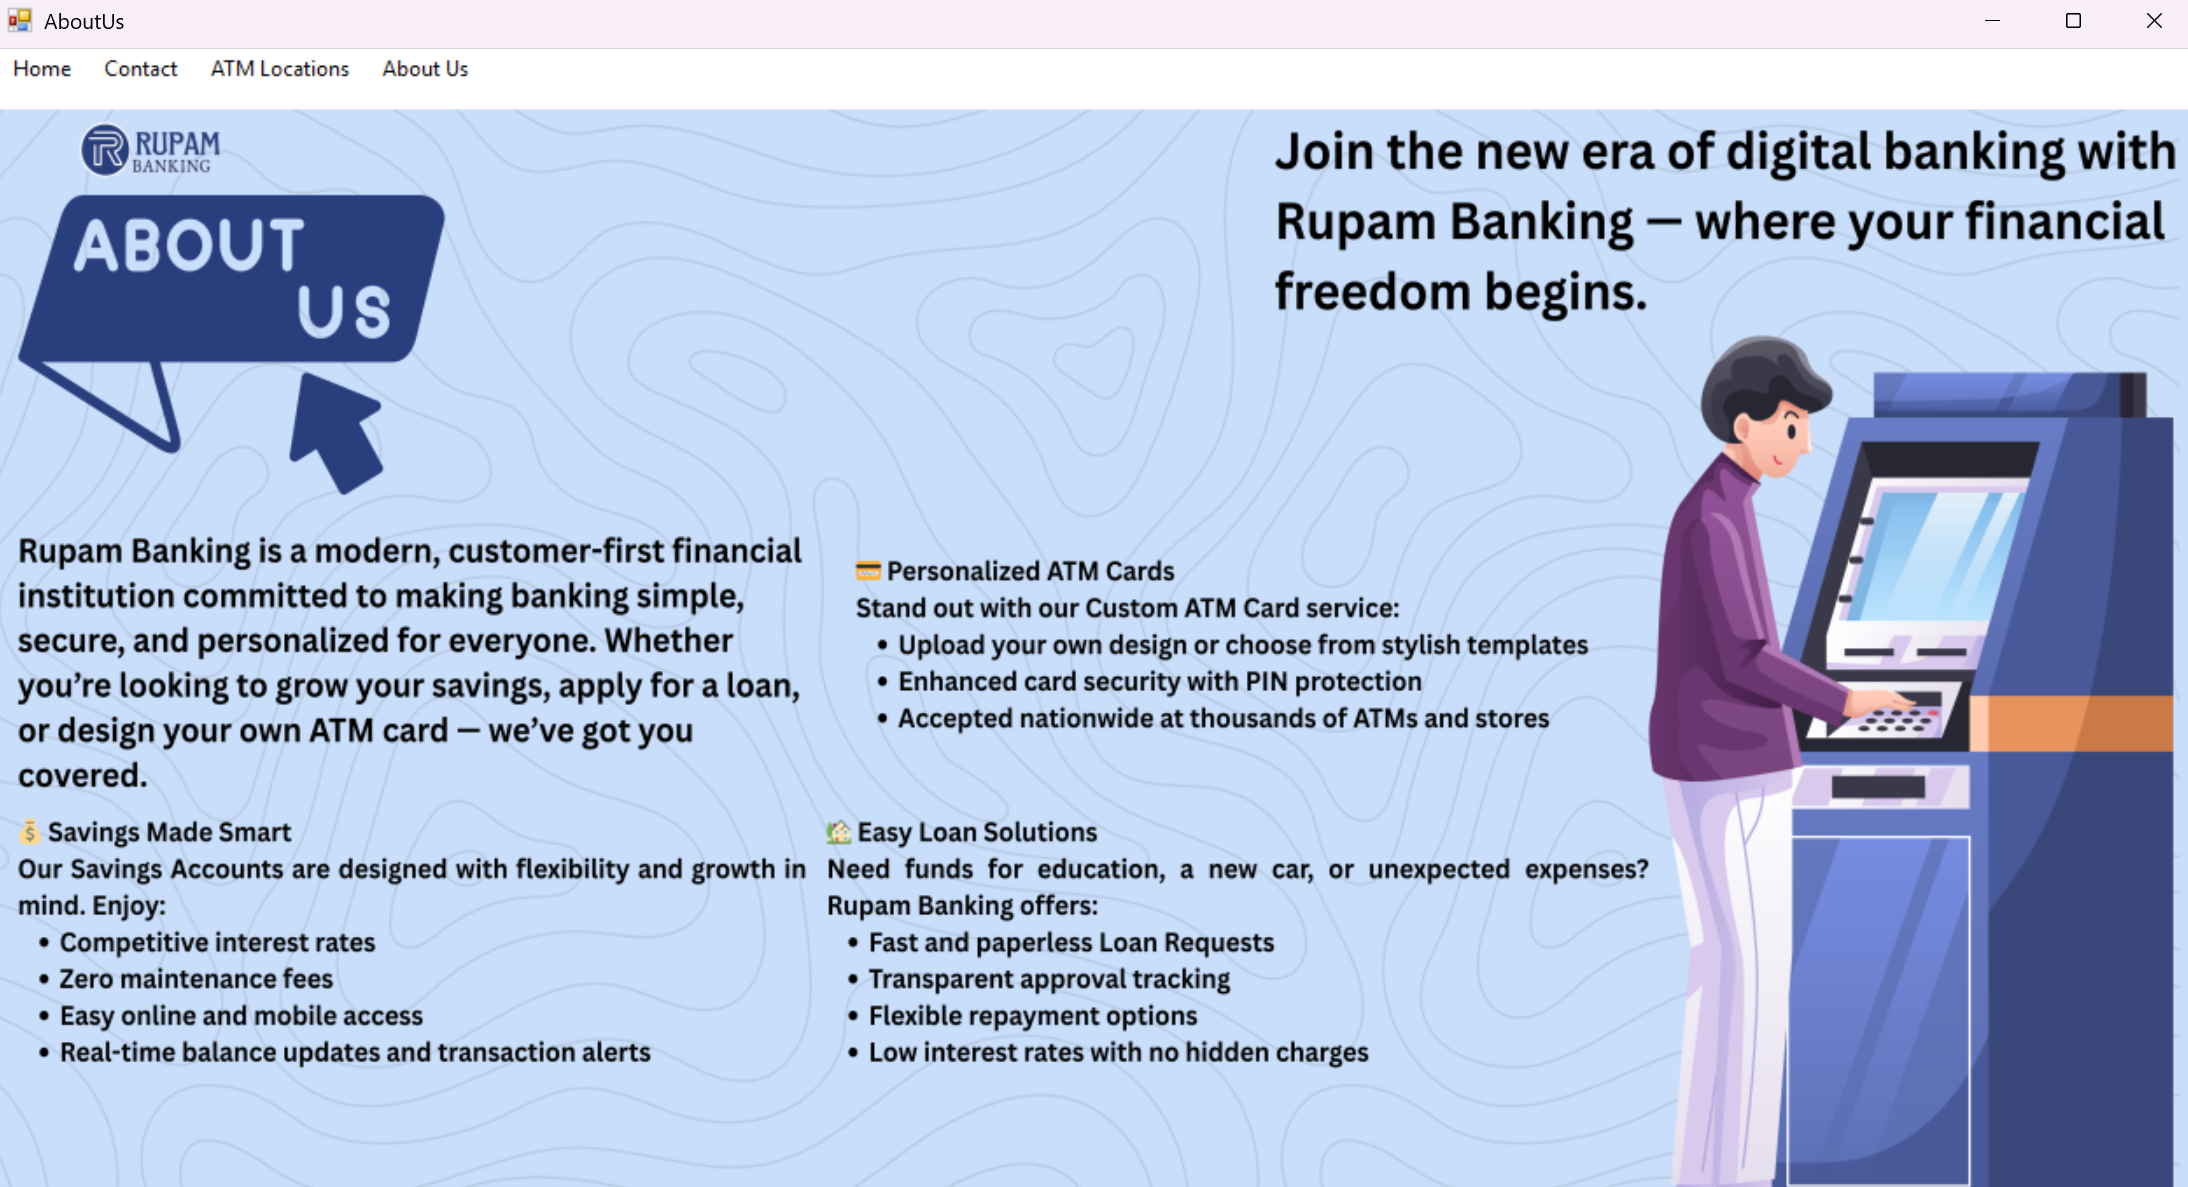 AboutUs
Home Contact ATM Locations About Us
RUPAM
BANKING
ABOUT
US
Join the new era of digital banking with
Rupam Banking — where your financial
freedom begins.
Rupam Banking is a modern, customer-first financial
institution committed to making banking simple,
secure, and personalized for everyone. Whether
you’re looking to grow your savings, apply for a loan,
or design your own ATM card — we’ve got you
covered.
💳 Personalized ATM Cards
Stand out with our Custom ATM Card service:
• Upload your own design or choose from stylish templates
• Enhanced card security with PIN protection
• Accepted nationwide at thousands of ATMs and stores
💰 Savings Made Smart
Our Savings Accounts are designed with flexibility and growth in
mind. Enjoy:
• Competitive interest rates
• Zero maintenance fees
• Easy online and mobile access
• Real-time balance updates and transaction alerts
🏡 Easy Loan Solutions
Need funds for education, a new car, or unexpected expenses?
Rupam Banking offers:
• Fast and paperless Loan Requests
• Transparent approval tracking
• Flexible repayment options
• Low interest rates with no hidden charges